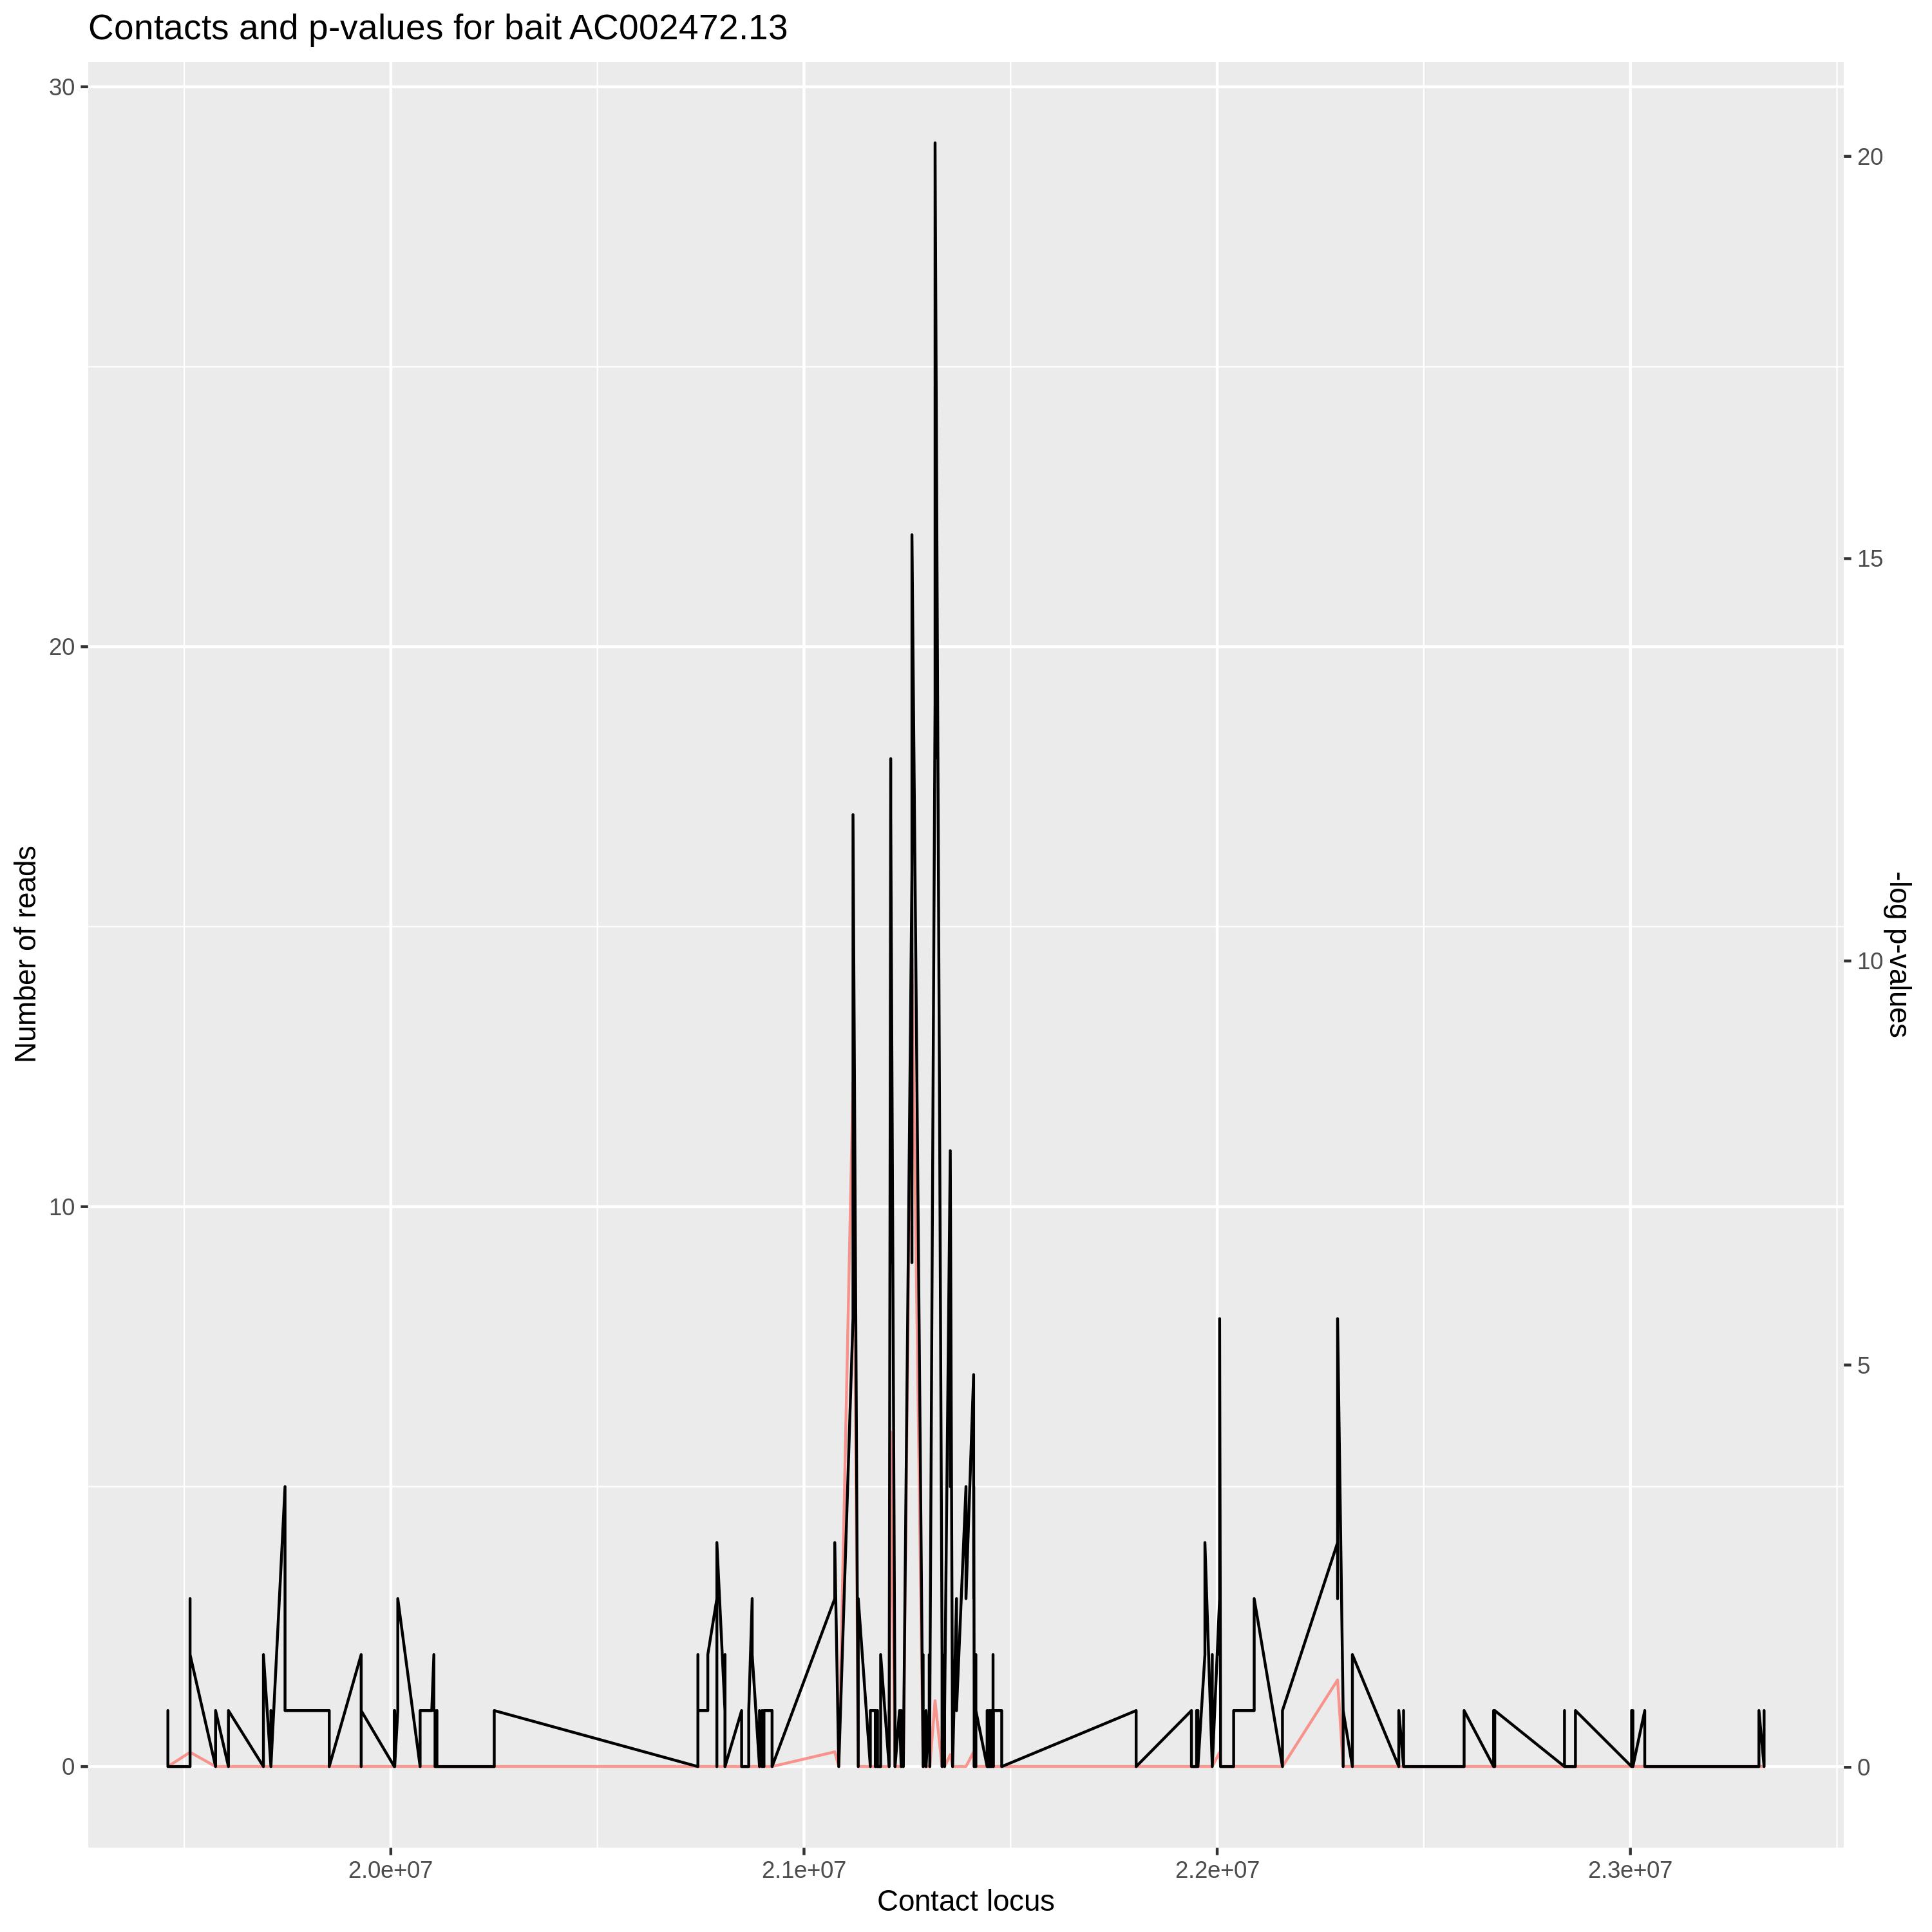 Contacts and p-values for bait AC002472.13
30
20
10
0
Number of reads
20
15
10
5
0
-log p-values
2.0e+07
2.1e+07
2.2e+07
2.3e+07
Contact locus